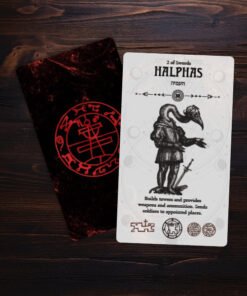 2 of Swords
HALPHAS
Builds towers and provides
weapons and ammunition. Sends
soldiers to appointed places.